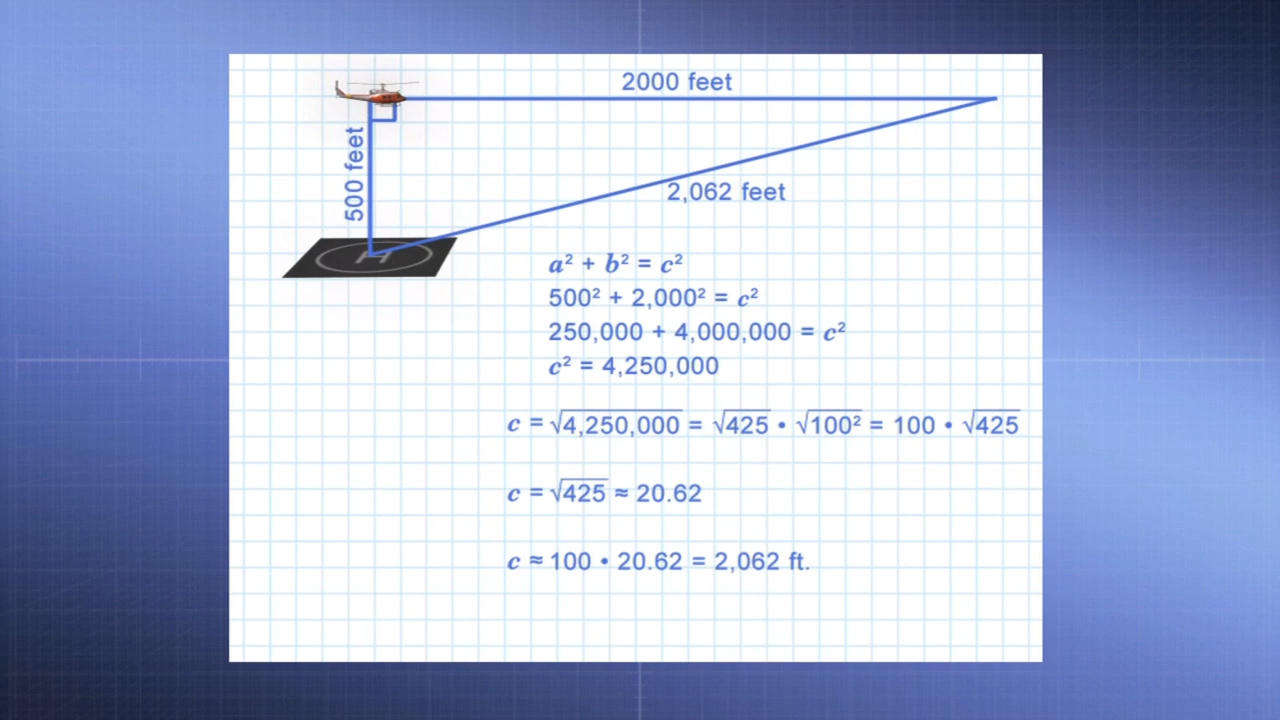 2000 feet
500 feet
2,062 feet
H
a² + b² = c²
500² + 2,000² = c²
250,000 + 4,000,000 = c²
c² = 4,250,000
c = √4,250,000 = √425 • √100² = 100 • √425
c = √425 ≈ 20.62
c ≈ 100 • 20.62 = 2,062 ft.